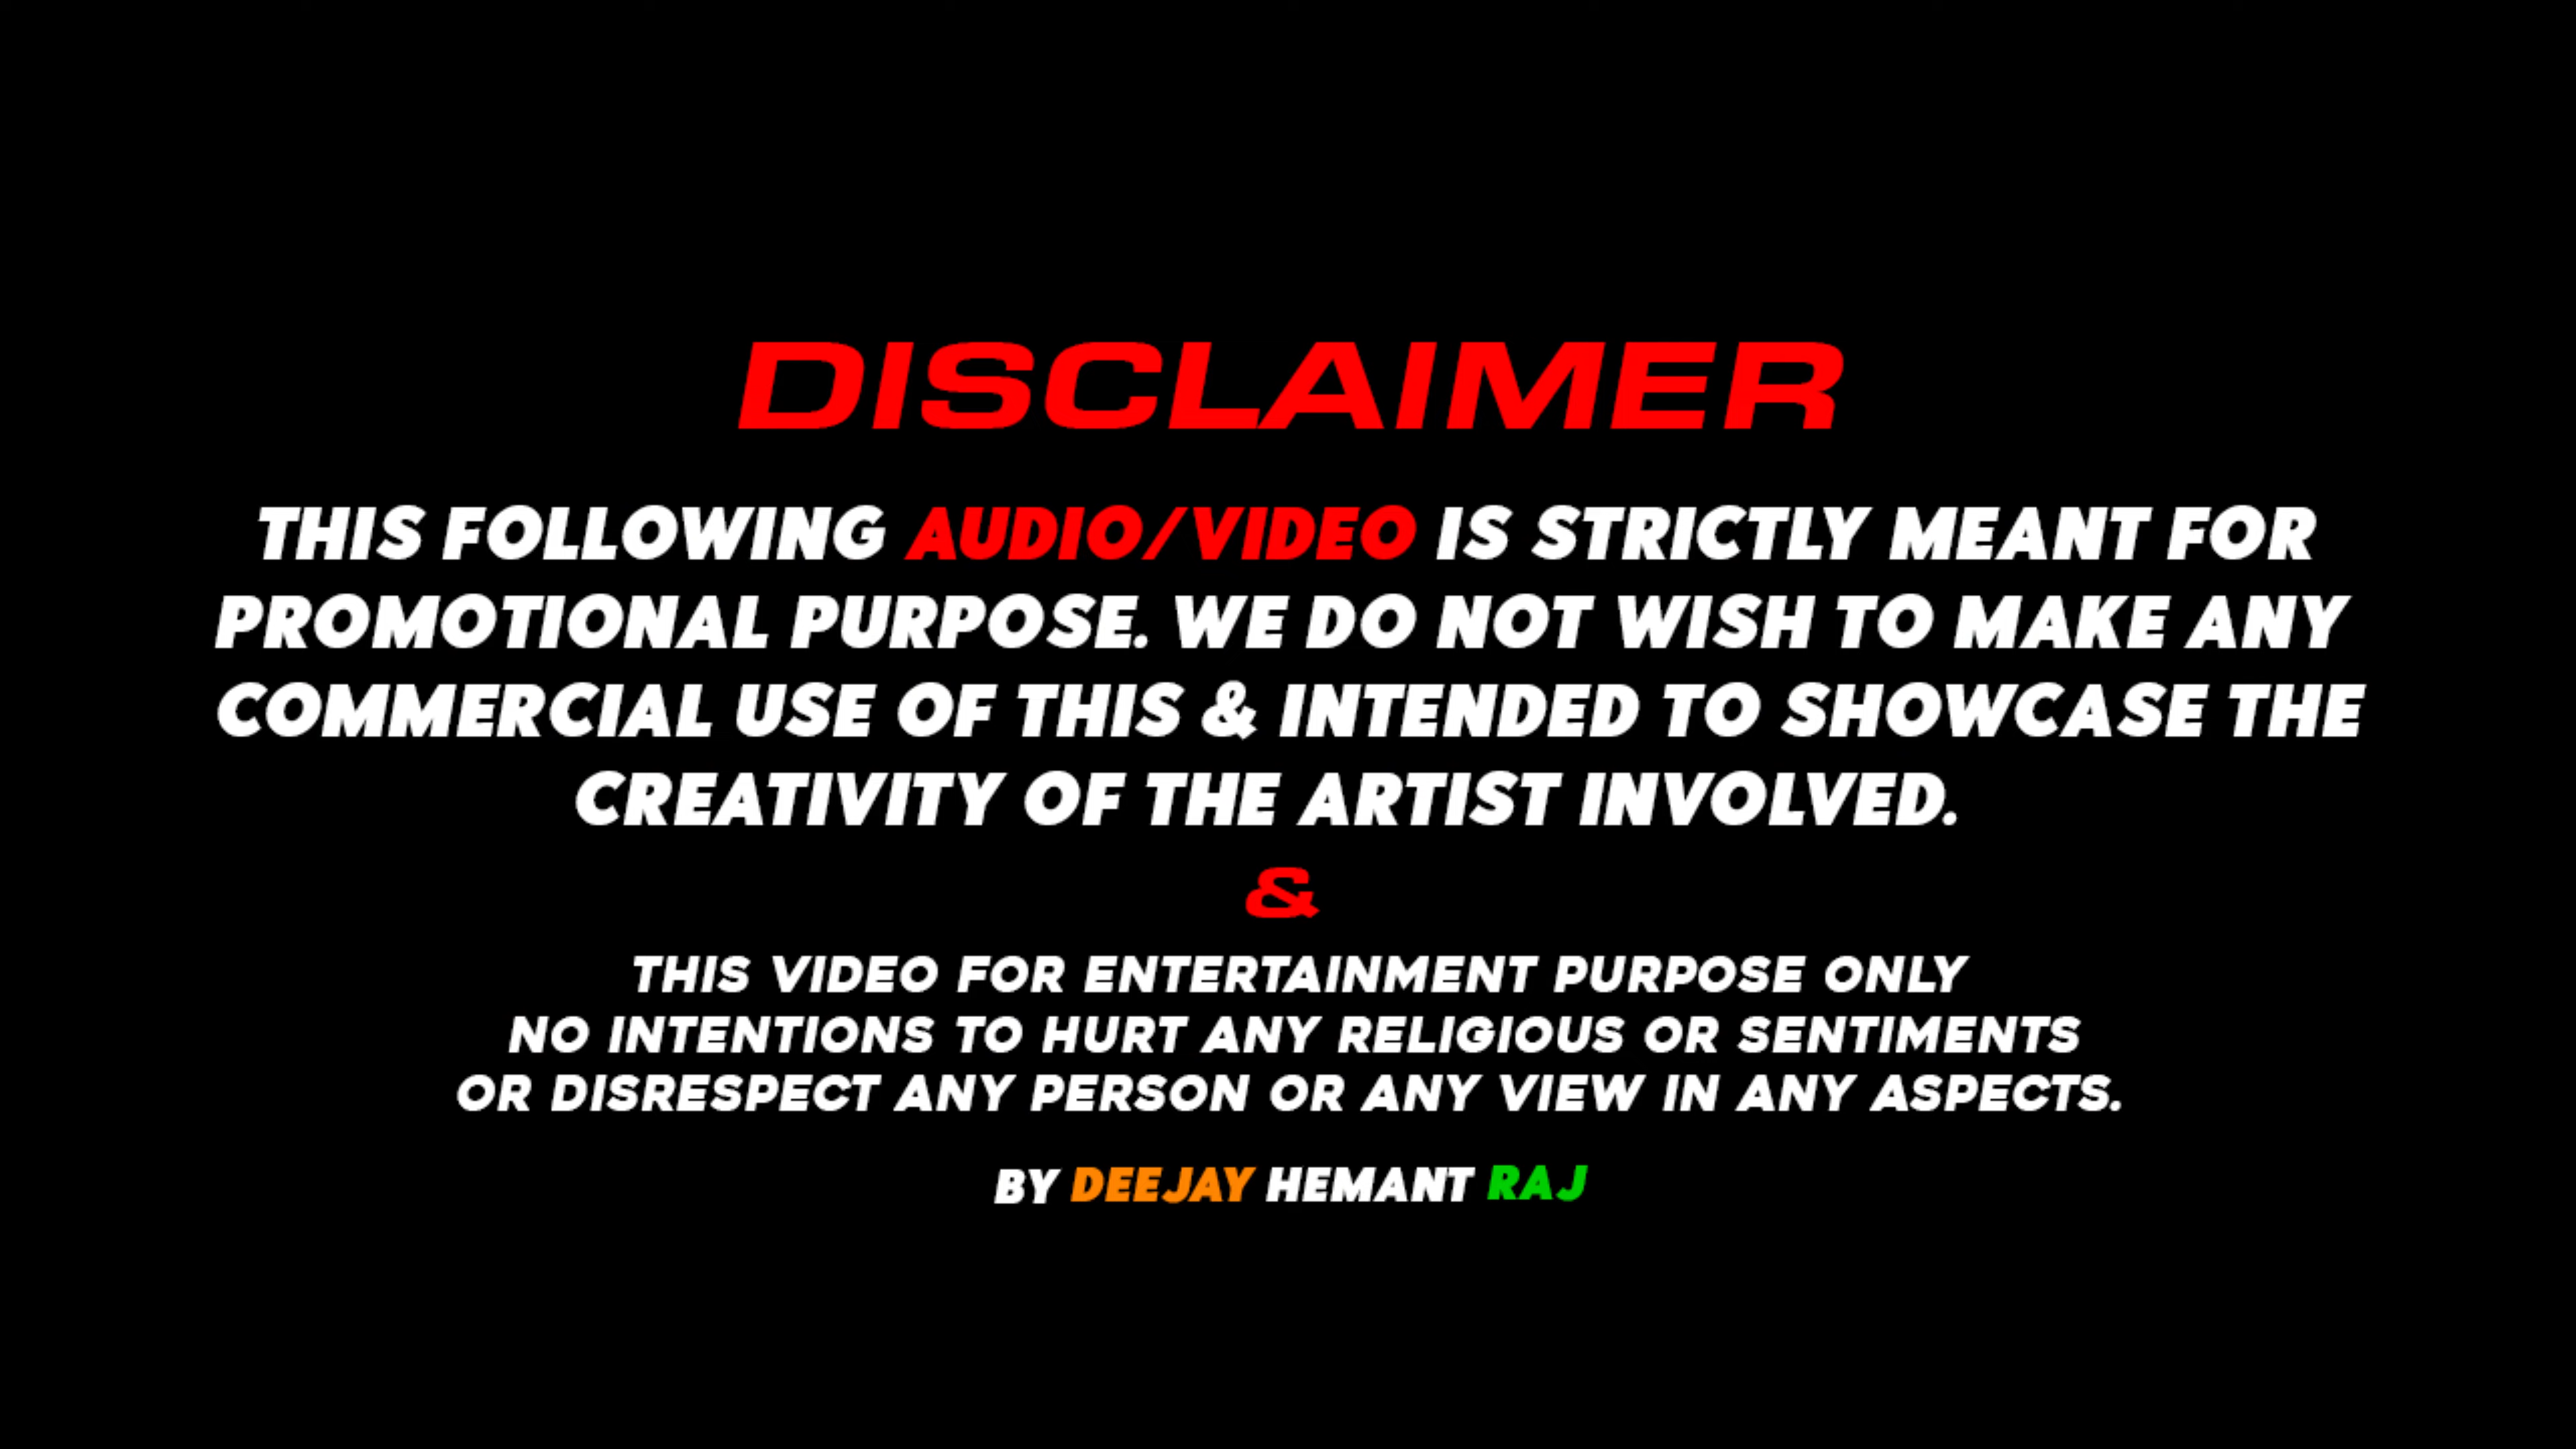 DISCLAIMER
THIS FOLLOWING AUDIO/VIDEO IS STRICTLY MEANT FOR
PROMOTIONAL PURPOSE. WE DO NOT WISH TO MAKE ANY
COMMERCIAL USE OF THIS & INTENDED TO SHOWCASE THE
CREATIVITY OF THE ARTIST INVOLVED.
&
THIS VIDEO FOR ENTERTAINMENT PURPOSE ONLY
NO INTENTIONS TO HURT ANY RELIGIOUS OR SENTIMENTS
OR DISRESPECT ANY PERSON OR ANY VIEW IN ANY ASPECTS.
BY DEEJAY HEMANT RAJ